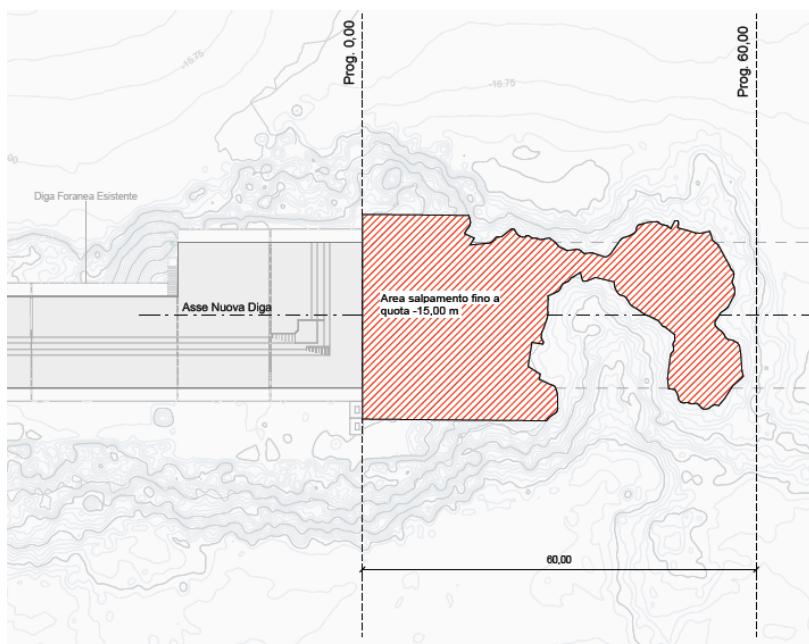 Prog. 0,00
Prog. 60,00
-16.75
-16.75
Diga Foranea Esistente
Asse Nuova Diga
Area salpamento fino a
quota -15,00 m
60,00